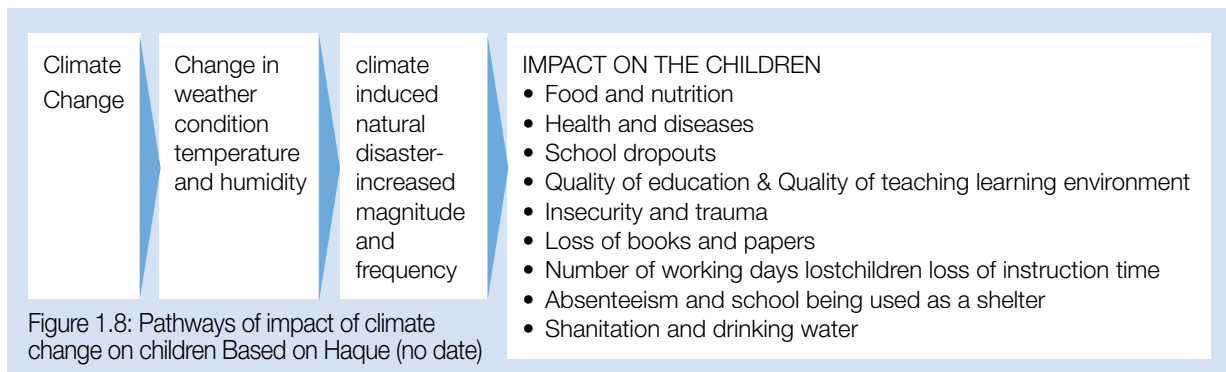 Climate
Change
Change in
weather
condition
temperature
and humidity
climate
induced
natural
disaster-
increased
magnitude
and
frequency
IMPACT ON THE CHILDREN
• Food and nutrition
• Health and diseases
• School dropouts
• Quality of education & Quality of teaching learning environment
• Insecurity and trauma
• Loss of books and papers
• Number of working days lostchildren loss of instruction time
• Absenteeism and school being used as a shelter
• Shanitation and drinking water
Figure 1.8: Pathways of impact of climate
change on children Based on Haque (no date)